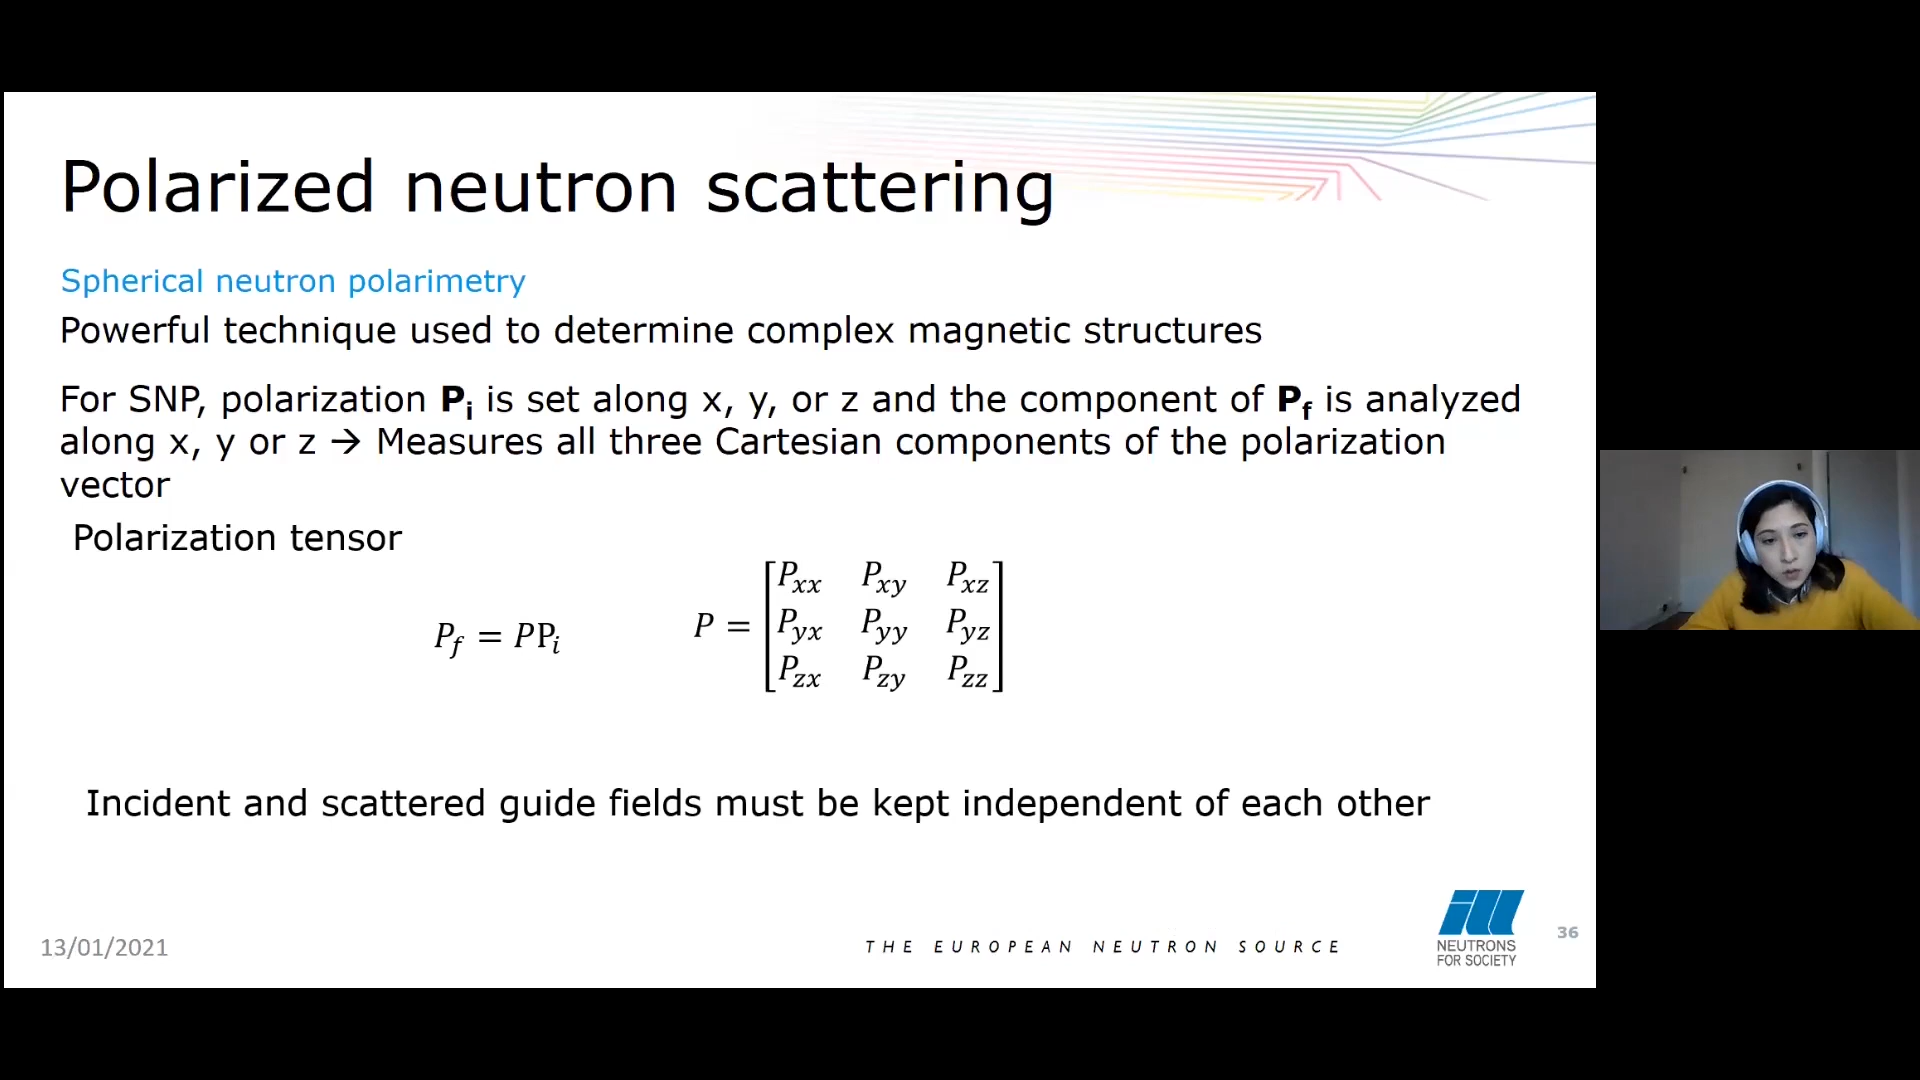 Polarized neutron scattering
Spherical neutron polarimetry
Powerful technique used to determine complex magnetic structures
For SNP, polarization P_i is set along x, y, or z and the component of P_f is analyzed
along x, y or z → Measures all three Cartesian components of the polarization
vector
Polarization tensor
P_f = PP_i
P = [P_xx P_xy P_xz
P_yx P_yy P_yz
P_zx P_zy P_zz]
Incident and scattered guide fields must be kept independent of each other
13/01/2021
THE EUROPEAN NEUTRON SOURCE
ill
NEUTRONS
FOR SOCIETY
36